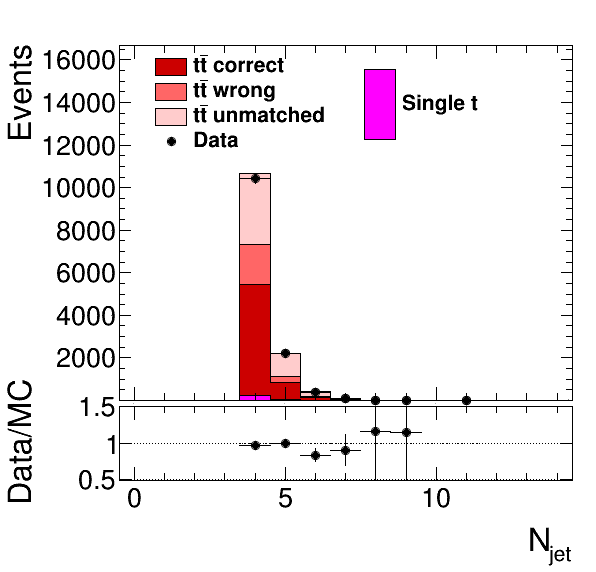 Events
16000
14000
12000
10000
8000
6000
4000
2000
tt̄ correct
tt̄ wrong
tt̄ unmatched
Data
Single t
Data/MC
1.5
1
0.5
0 5 10
N_jet